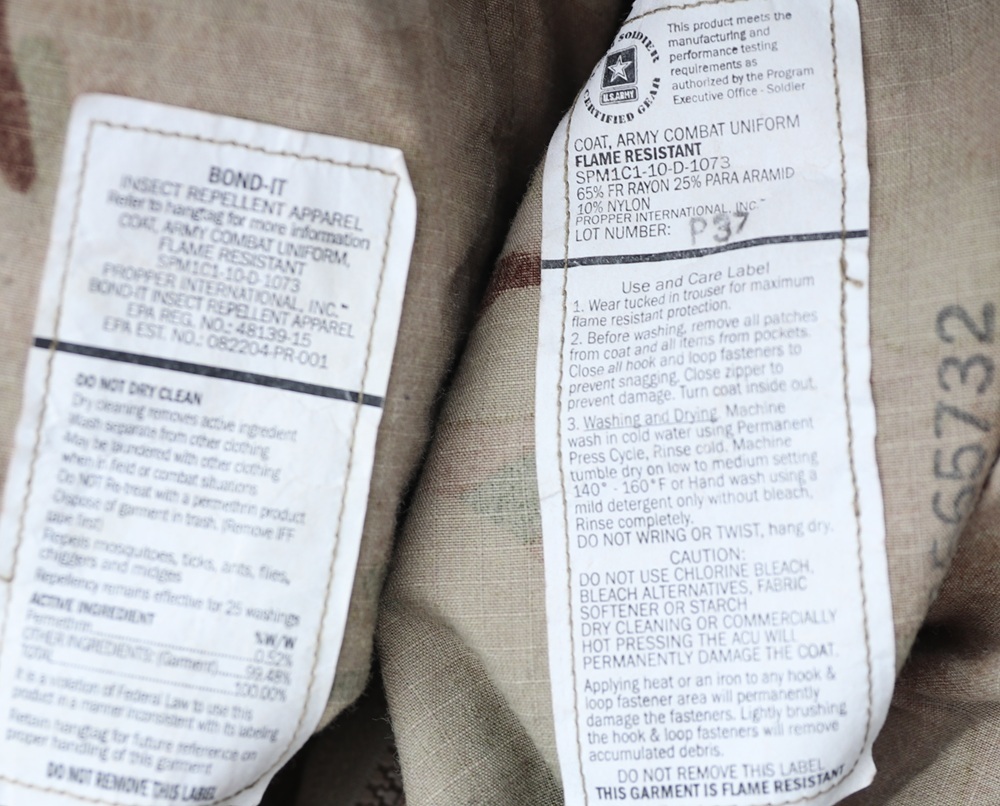 BOND-IT
INSECT REPELLENT APPAREL
Refer to hangtag for more information
COAT, ARMY COMBAT UNIFORM,
FLAME RESISTANT
SPM1C1-10-D-1073
PROPPER INTERNATIONAL, INC.™
BOND-IT INSECT REPELLENT APPAREL
EPA REG. NO.: 48139-15
EPA EST. NO.: 082204-PR-001
DO NOT DRY CLEAN
Dry cleaning removes active ingredient
Wash separate from other clothing
May be laundered with other clothing
when in field or combat situations
Do NOT Re-treat with a permethrin product
Dispose of garment in trash. (Remove IFF
tape first)
Repels mosquitoes, ticks, ants, flies,
chiggers and midges
Repellency remains effective for 25 washings
ACTIVE INGREDIENT %W/W
Permethrin 0.52%
OTHER INGREDIENTS: (Garment) 99.48%
TOTAL 100.00%
It is a violation of Federal Law to use this
product in a manner inconsistent with its labeling
Retain hangtag for future reference on
proper handling of this garment
DO NOT REMOVE THIS LABEL
SOLDIER
U.S.ARMY
CERTIFIED GEAR
This product meets the
manufacturing and
performance testing
requirements as
authorized by the Program
Executive Office - Soldier
COAT, ARMY COMBAT UNIFORM
FLAME RESISTANT
SPM1C1-10-D-1073
65% FR RAYON 25% PARA ARAMID
10% NYLON
PROPPER INTERNATIONAL, INC.™
LOT NUMBER: P37
Use and Care Label
1. Wear tucked in trouser for maximum
flame resistant protection.
2. Before washing, remove all patches
from coat and all items from pockets.
Close all hook and loop fasteners to
prevent snagging. Close zipper to
prevent damage. Turn coat inside out.
3. Washing and Drying. Machine
wash in cold water using Permanent
Press Cycle, Rinse cold. Machine
tumble dry on low to medium setting
140° - 160°F or Hand wash using a
mild detergent only without bleach.
Rinse completely.
DO NOT WRING OR TWIST, hang dry.
CAUTION:
DO NOT USE CHLORINE BLEACH,
BLEACH ALTERNATIVES, FABRIC
SOFTENER OR STARCH
DRY CLEANING OR COMMERCIALLY
HOT PRESSING THE ACU WILL
PERMANENTLY DAMAGE THE COAT.
Applying heat or an iron to any hook &
loop fastener area will permanently
damage the fasteners. Lightly brushing
the hook & loop fasteners will remove
accumulated debris.
DO NOT REMOVE THIS LABEL
THIS GARMENT IS FLAME RESISTANT
565732